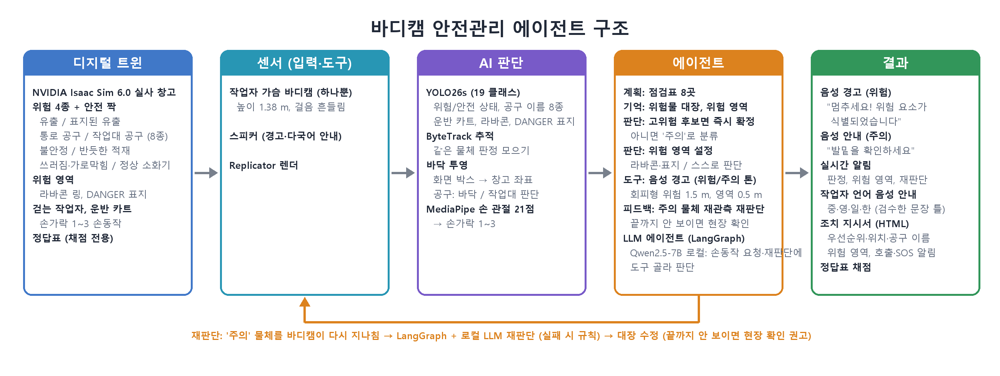 바디캠 안전관리 에이전트 구조
디지털 트윈
NVIDIA Isaac Sim 6.0 실사 창고
위험 4종 + 안전 짝
유출 / 표지된 유출
통로 공구 / 작업대 공구 (8종)
불안정 / 반듯한 적재
쓰러짐·가로막힘 / 정상 소화기
위험 영역
라바콘 링, DANGER 표지
걷는 작업자, 운반 카트
손가락 1~3 손동작
정답표 (채점 전용)
센서 (입력·도구)
작업자 가슴 바디캠 (하나뿐)
높이 1.38 m, 걸음 흔들림
스피커 (경고·다국어 안내)
Replicator 렌더
AI 판단
YOLO26s (19 클래스)
위험/안전 상태, 공구 이름 8종
운반 카트, 라바콘, DANGER 표지
ByteTrack 추적
같은 물체 판정 모으기
바닥 투영
화면 박스 → 창고 좌표
공구: 바닥 / 작업대 판단
MediaPipe 손 관절 21점
→ 손가락 1~3
에이전트
계획: 점검표 8곳
기억: 위험물 대장, 위험 영역
판단: 고위험 후보면 즉시 확정
아니면 '주의'로 분류
판단: 위험 영역 설정
라바콘·표지 / 스스로 판단
도구: 음성 경고 (위험/주의 톤)
회피형 위험 1.5 m, 영역 0.5 m
피드백: 주의 물체 재관측 재판단
끝까지 안 보이면 현장 확인
LLM 에이전트 (LangGraph)
Qwen2.5-7B 로컬: 손동작 요청·재판단에
도구 골라 판단
결과
음성 경고 (위험)
"멈추세요! 위험 요소가
식별되었습니다"
음성 안내 (주의)
"발밑을 확인하세요"
실시간 알림
판정, 위험 영역, 재판단
작업자 언어 음성 안내
중·영·일·한 (검수한 문장 틀)
조치 지시서 (HTML)
우선순위·위치·공구 이름
위험 영역, 호출·SOS 알림
정답표 채점
재판단: '주의' 물체를 바디캠이 다시 지나침 → LangGraph + 로컬 LLM 재판단 (실패 시 규칙) → 대장 수정 (끝까지 안 보이면 현장 확인 권고)